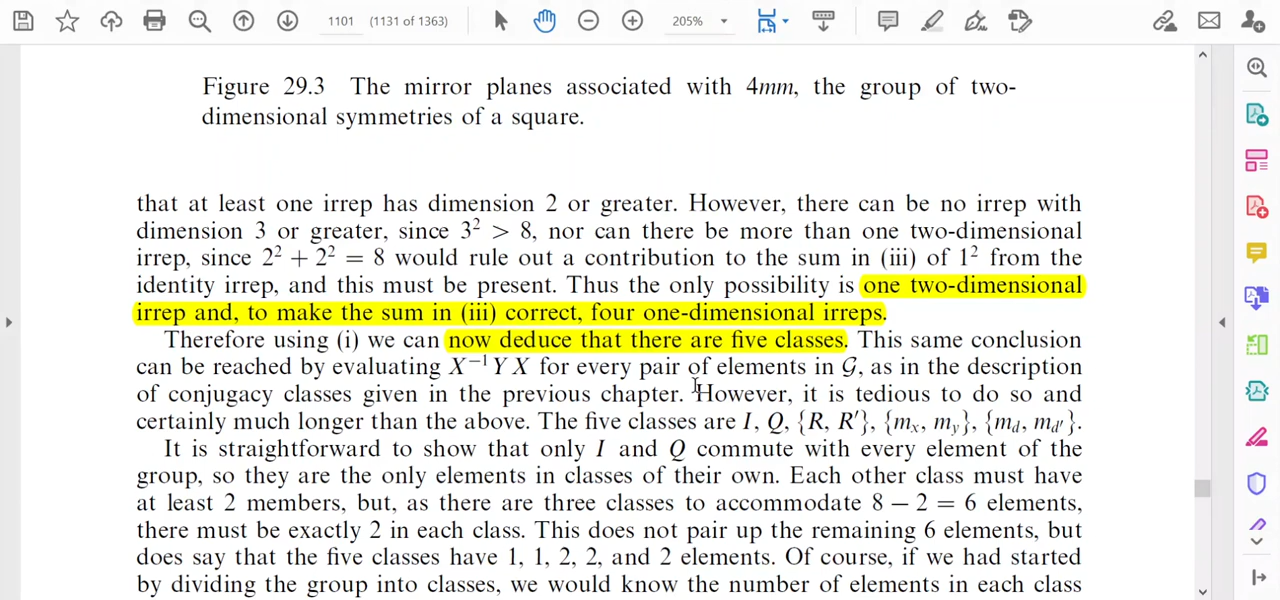 1101 (1131 of 1363) 205%
Figure 29.3 The mirror planes associated with 4mm, the group of two-
dimensional symmetries of a square.
that at least one irrep has dimension 2 or greater. However, there can be no irrep with
dimension 3 or greater, since 3² > 8, nor can there be more than one two-dimensional
irrep, since 2² + 2² = 8 would rule out a contribution to the sum in (iii) of 1² from the
identity irrep, and this must be present. Thus the only possibility is one two-dimensional
irrep and, to make the sum in (iii) correct, four one-dimensional irreps.
Therefore using (i) we can now deduce that there are five classes. This same conclusion
can be reached by evaluating X⁻¹YX for every pair of elements in 𝒢, as in the description
of conjugacy classes given in the previous chapter. However, it is tedious to do so and
certainly much longer than the above. The five classes are I, Q, {R, R′}, {mₓ, m_y}, {m_d, m_d′}.
It is straightforward to show that only I and Q commute with every element of the
group, so they are the only elements in classes of their own. Each other class must have
at least 2 members, but, as there are three classes to accommodate 8 − 2 = 6 elements,
there must be exactly 2 in each class. This does not pair up the remaining 6 elements, but
does say that the five classes have 1, 1, 2, 2, and 2 elements. Of course, if we had started
by dividing the group into classes, we would know the number of elements in each class